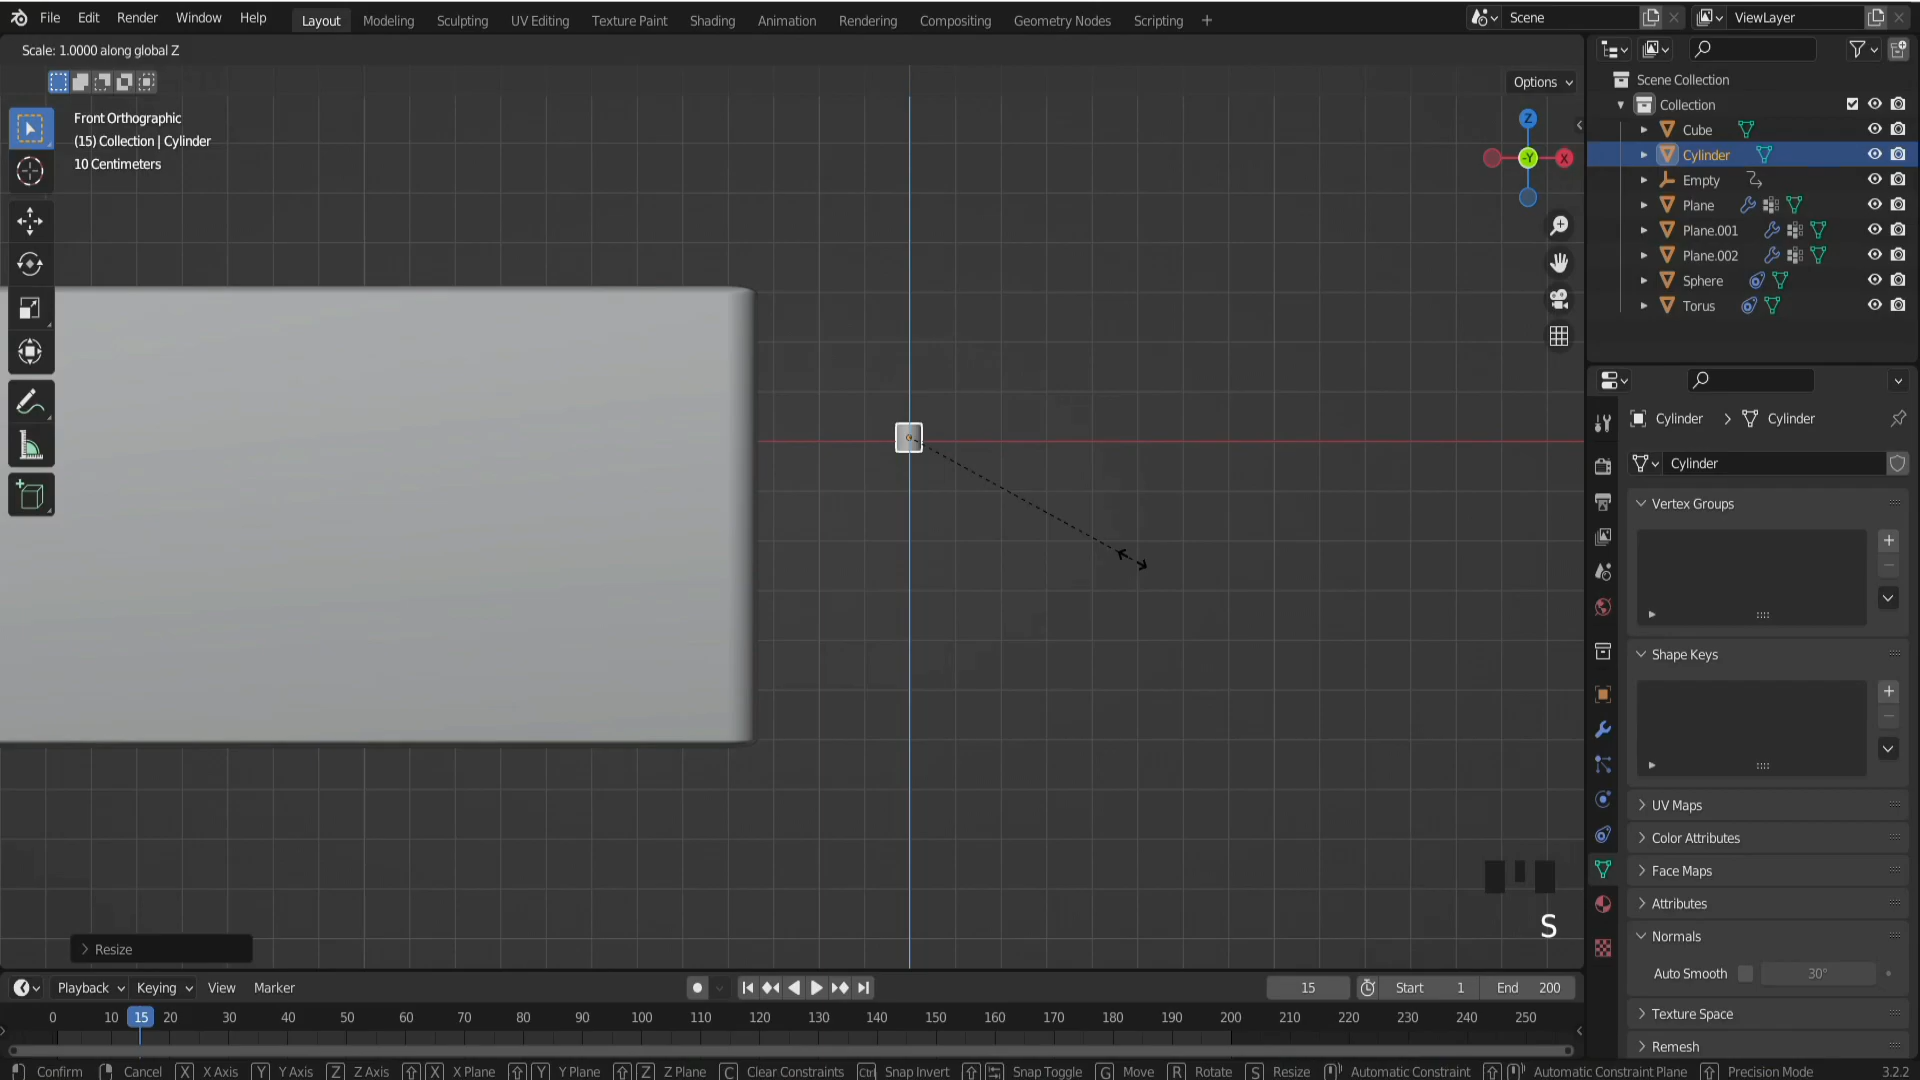 File Edit Render Window Help Layout Modeling Sculpting UV Editing Texture Paint Shading Animation Rendering Compositing Geometry Nodes Scripting + Scene ViewLayer
Scale: 1.0000 along global Z
Options
Front Orthographic
(15) Collection | Cylinder
10 Centimeters
Z
-Y
X
Scene Collection
Collection
Cube
Cylinder
Empty
Plane
Plane.001
Plane.002
Sphere
Torus
Cylinder > Cylinder
Cylinder
Vertex Groups
Shape Keys
UV Maps
Color Attributes
Face Maps
Attributes
Normals
Auto Smooth 30°
Texture Space
Remesh
S
Resize
Playback Keying View Marker 15 Start 1 End 200
0 10 15 20 30 40 50 60 70 80 90 100 110 120 130 140 150 160 170 180 190 200 210 220 230 240 250
Confirm Cancel X X Axis Y Y Axis Z Z Axis X X Plane Y Y Plane Z Z Plane C Clear Constraints Ctrl Snap Invert Snap Toggle G Move R Rotate S Resize Automatic Constraint Automatic Constraint Plane Precision Mode 3.2.2